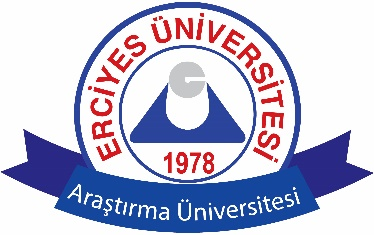 ERCİYES ÜNİVERSİTESİ
1978
Araştırma Üniversitesi